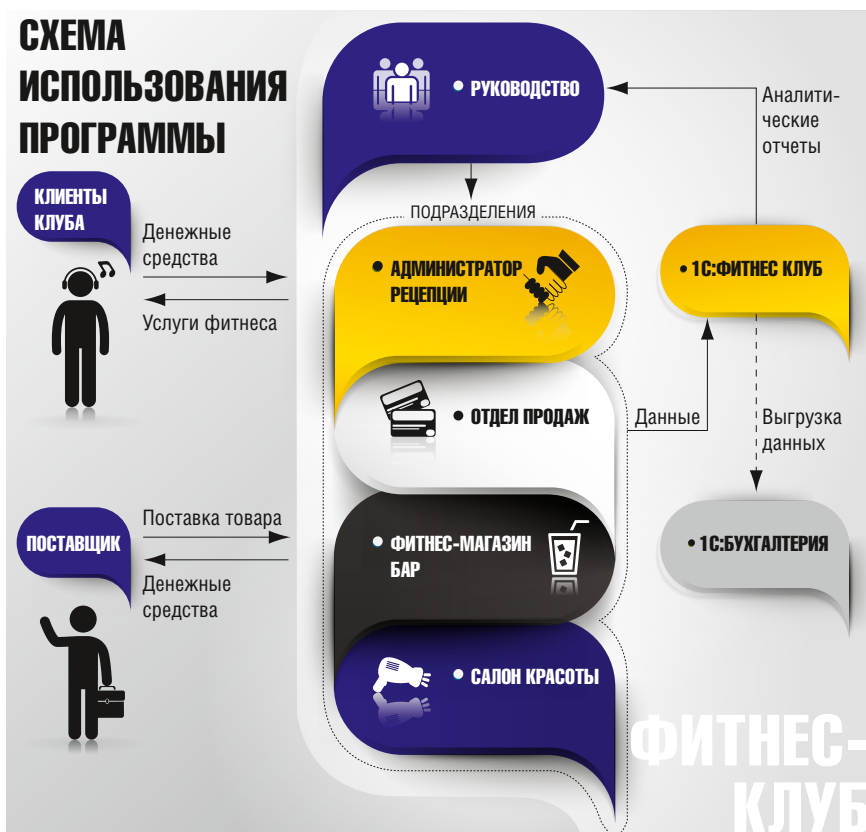 СХЕМА
ИСПОЛЬЗОВАНИЯ
ПРОГРАММЫ
КЛИЕНТЫ
КЛУБА
Денежные
средства
Услуги фитнеса
ПОСТАВЩИК
Поставка товара
Денежные
средства
• РУКОВОДСТВО
ПОДРАЗДЕЛЕНИЯ
• АДМИНИСТРАТОР
РЕЦЕПЦИИ
• ОТДЕЛ ПРОДАЖ
• ФИТНЕС-МАГАЗИН
БАР
• САЛОН КРАСОТЫ
Данные
Аналити-
ческие
отчеты
• 1С:ФИТНЕС КЛУБ
Выгрузка
данных
• 1С:БУХГАЛТЕРИЯ
ФИТНЕС-
КЛУБ